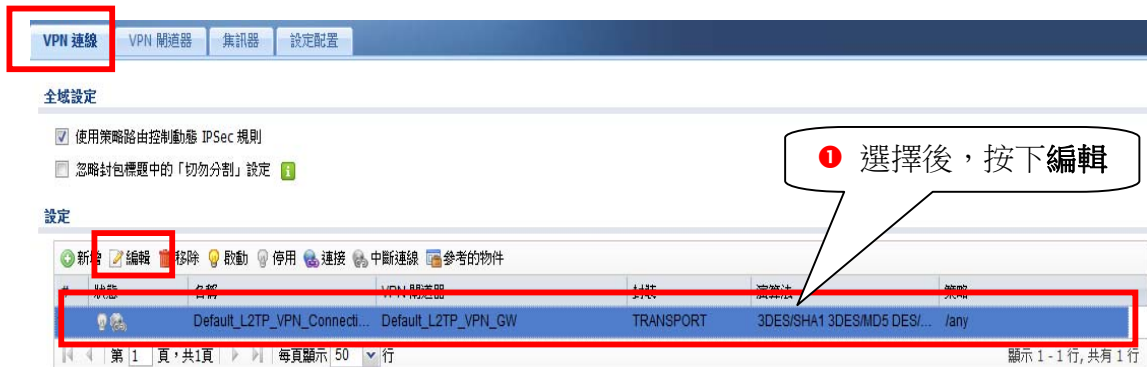 VPN 連線 VPN 閘道器 集訊器 設定配置
全域設定
使用策略路由控制動態 IPSec 規則
忽略封包標題中的「切勿分割」設定
❶ 選擇後，按下編輯
設定
新增 編輯 移除 啟動 停用 連接 中斷連線 參考的物件
# 狀態 名稱 VPN 閘道器 封裝 演算法 策略
Default_L2TP_VPN_Connecti... Default_L2TP_VPN_GW TRANSPORT 3DES/SHA1 3DES/MD5 DES/... /any
第 1 頁，共1頁 每頁顯示 50 行 顯示 1 - 1 行, 共有 1 行